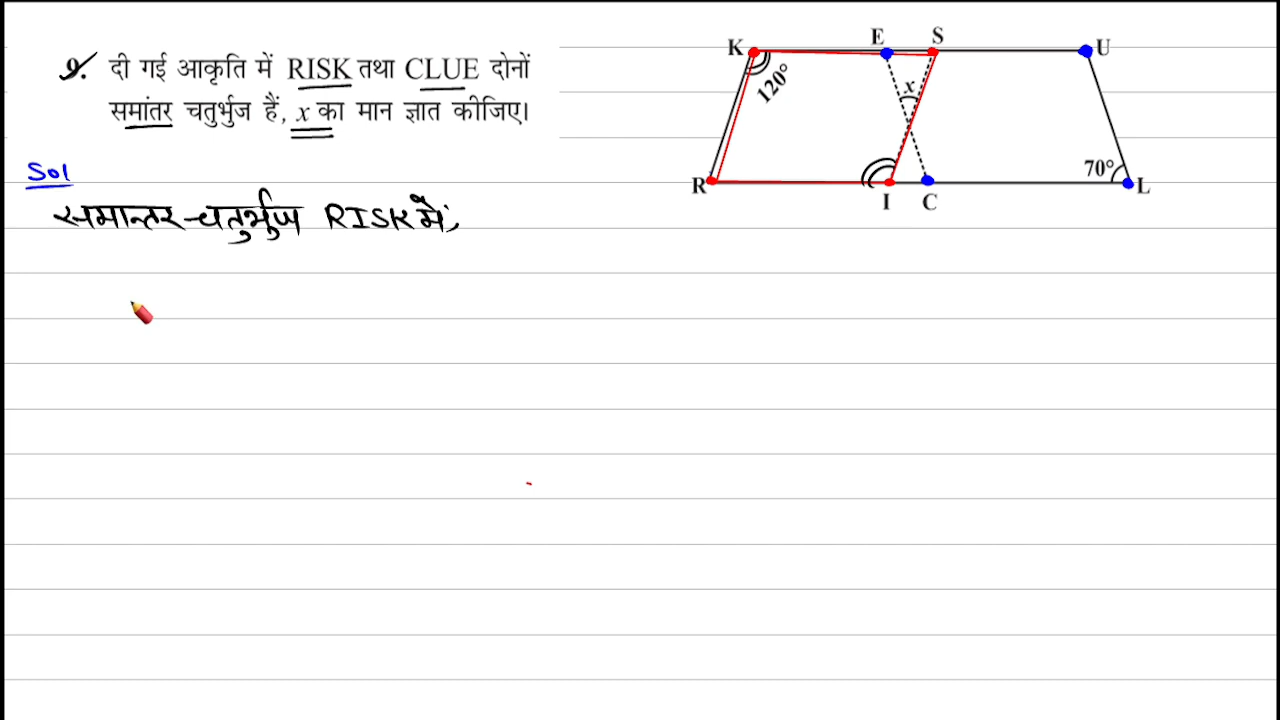 9. दी गई आकृति में RISK तथा CLUE दोनों
समांतर चतुर्भुज हैं, x का मान ज्ञात कीजिए।
Sol
समान्तर-चतुर्भुज RISK में,
K E S U
120°
x
70°
R I C L